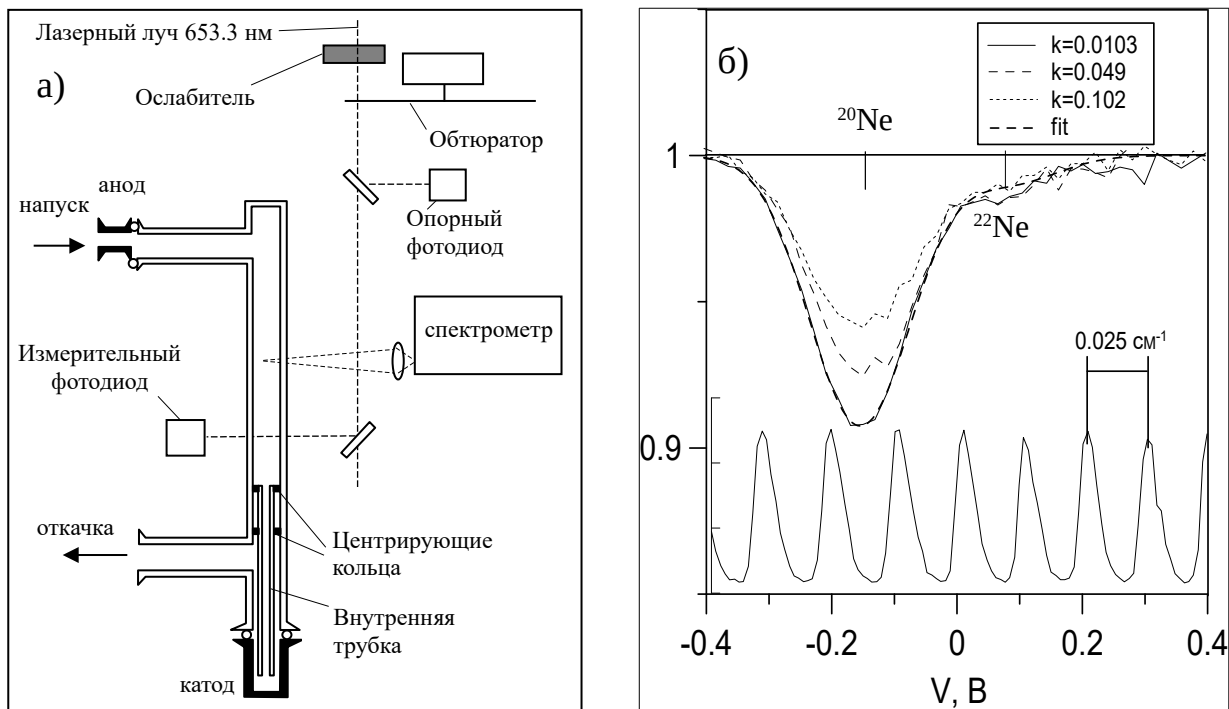 Лазерный луч 653.3 нм
а)
Ослабитель
Обтюратор
анод
напуск
Опорный
фотодиод
спектрометр
Измерительный
фотодиод
откачка
Центрирующие
кольца
Внутренняя
трубка
катод
б)
k=0.0103
k=0.049
k=0.102
fit
²⁰Ne
1
²²Ne
0.025 см⁻¹
0.9
-0.4
-0.2
0
0.2
0.4
V, В